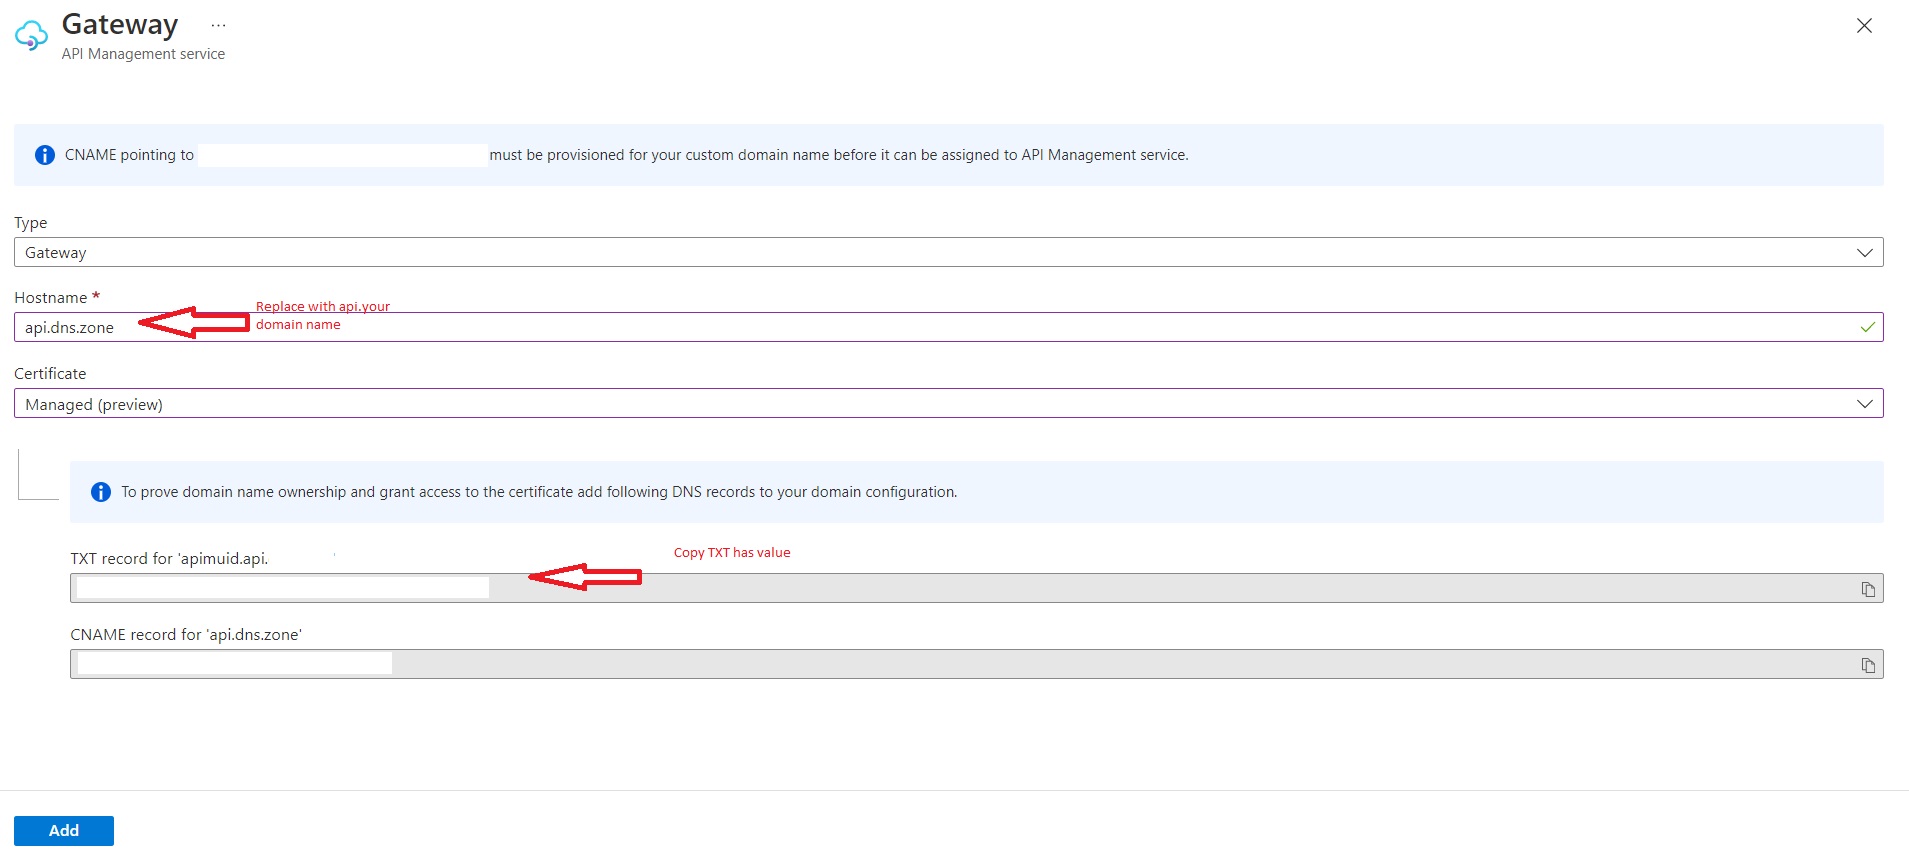 Gateway ...
API Management service
CNAME pointing to must be provisioned for your custom domain name before it can be assigned to API Management service.
Type
Gateway
Hostname *
Replace with api.your
domain name
api.dns.zone
Certificate
Managed (preview)
To prove domain name ownership and grant access to the certificate add following DNS records to your domain configuration.
Copy TXT has value
TXT record for 'apimuid.api. '
CNAME record for 'api.dns.zone'
Add